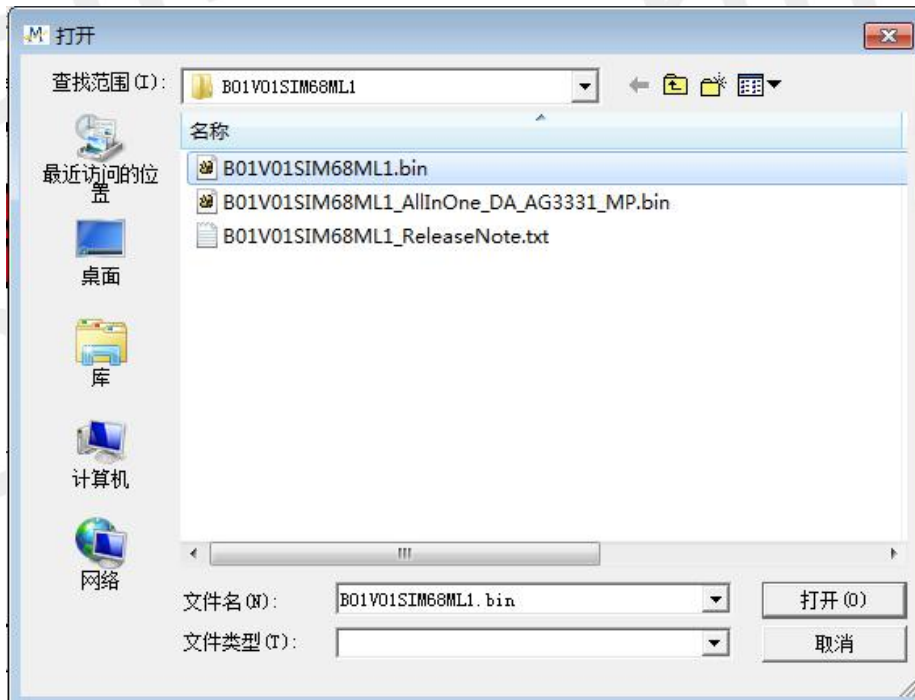 打开
查找范围(I):
B01V01SIM68ML1
名称
最近访问的位
置
B01V01SIM68ML1.bin
B01V01SIM68ML1_AllInOne_DA_AG3331_MP.bin
B01V01SIM68ML1_ReleaseNote.txt
桌面
库
计算机
网络
文件名(N):
B01V01SIM68ML1.bin
打开(O)
文件类型(T):
取消